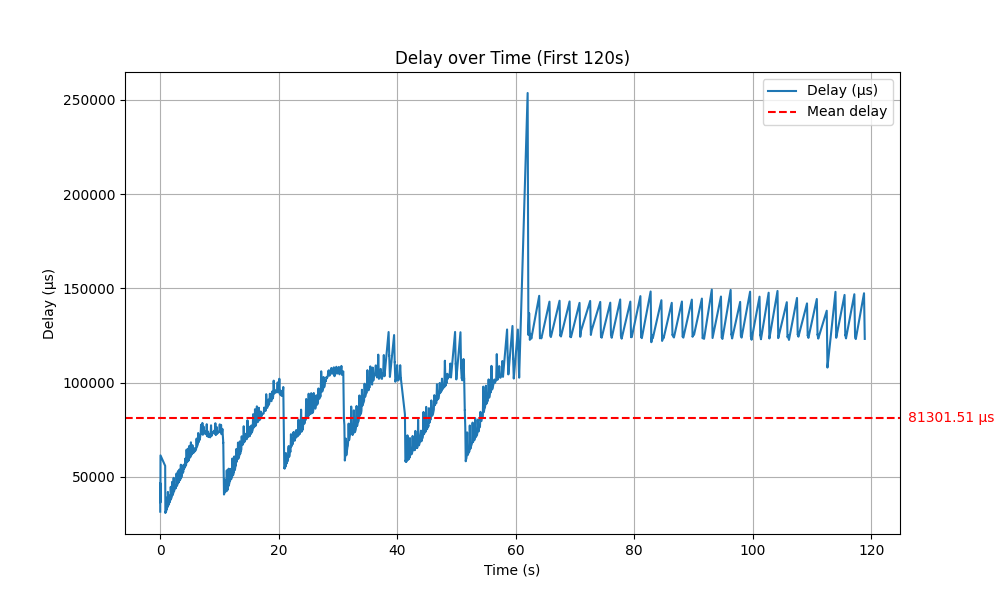 Delay over Time (First 120s)
Delay (µs)
Mean delay
250000
200000
150000
100000
50000
Delay (µs)
81301.51 µs
0 20 40 60 80 100 120
Time (s)